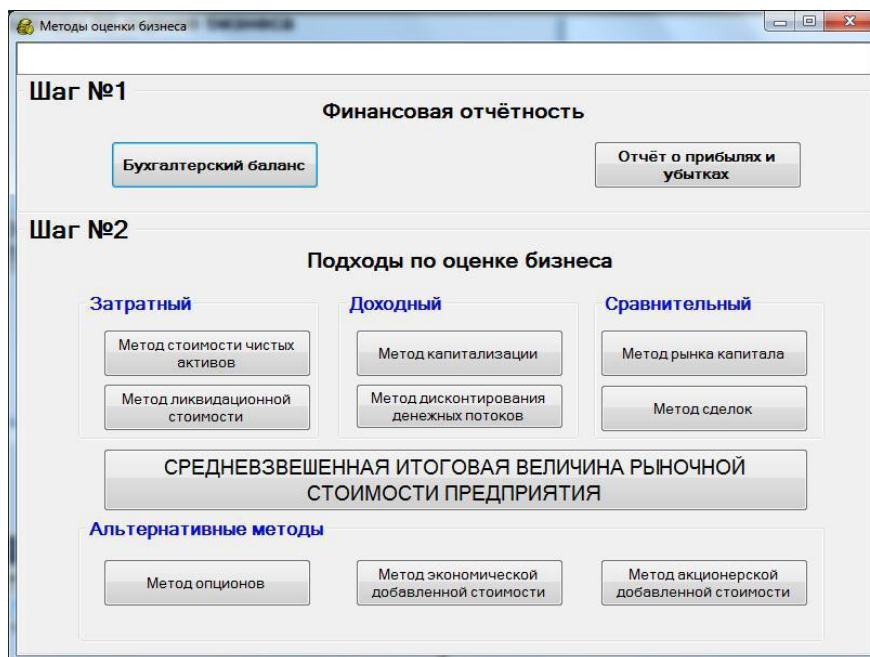 Методы оценки бизнеса
Шаг №1
Финансовая отчётность
Бухгалтерский баланс
Отчёт о прибылях и
убытках
Шаг №2
Подходы по оценке бизнеса
Затратный
Доходный
Сравнительный
Метод стоимости чистых
активов
Метод капитализации
Метод рынка капитала
Метод ликвидационной
стоимости
Метод дисконтирования
денежных потоков
Метод сделок
СРЕДНЕВЗВЕШЕННАЯ ИТОГОВАЯ ВЕЛИЧИНА РЫНОЧНОЙ
СТОИМОСТИ ПРЕДПРИЯТИЯ
Альтернативные методы
Метод опционов
Метод экономической
добавленной стоимости
Метод акционерской
добавленной стоимости